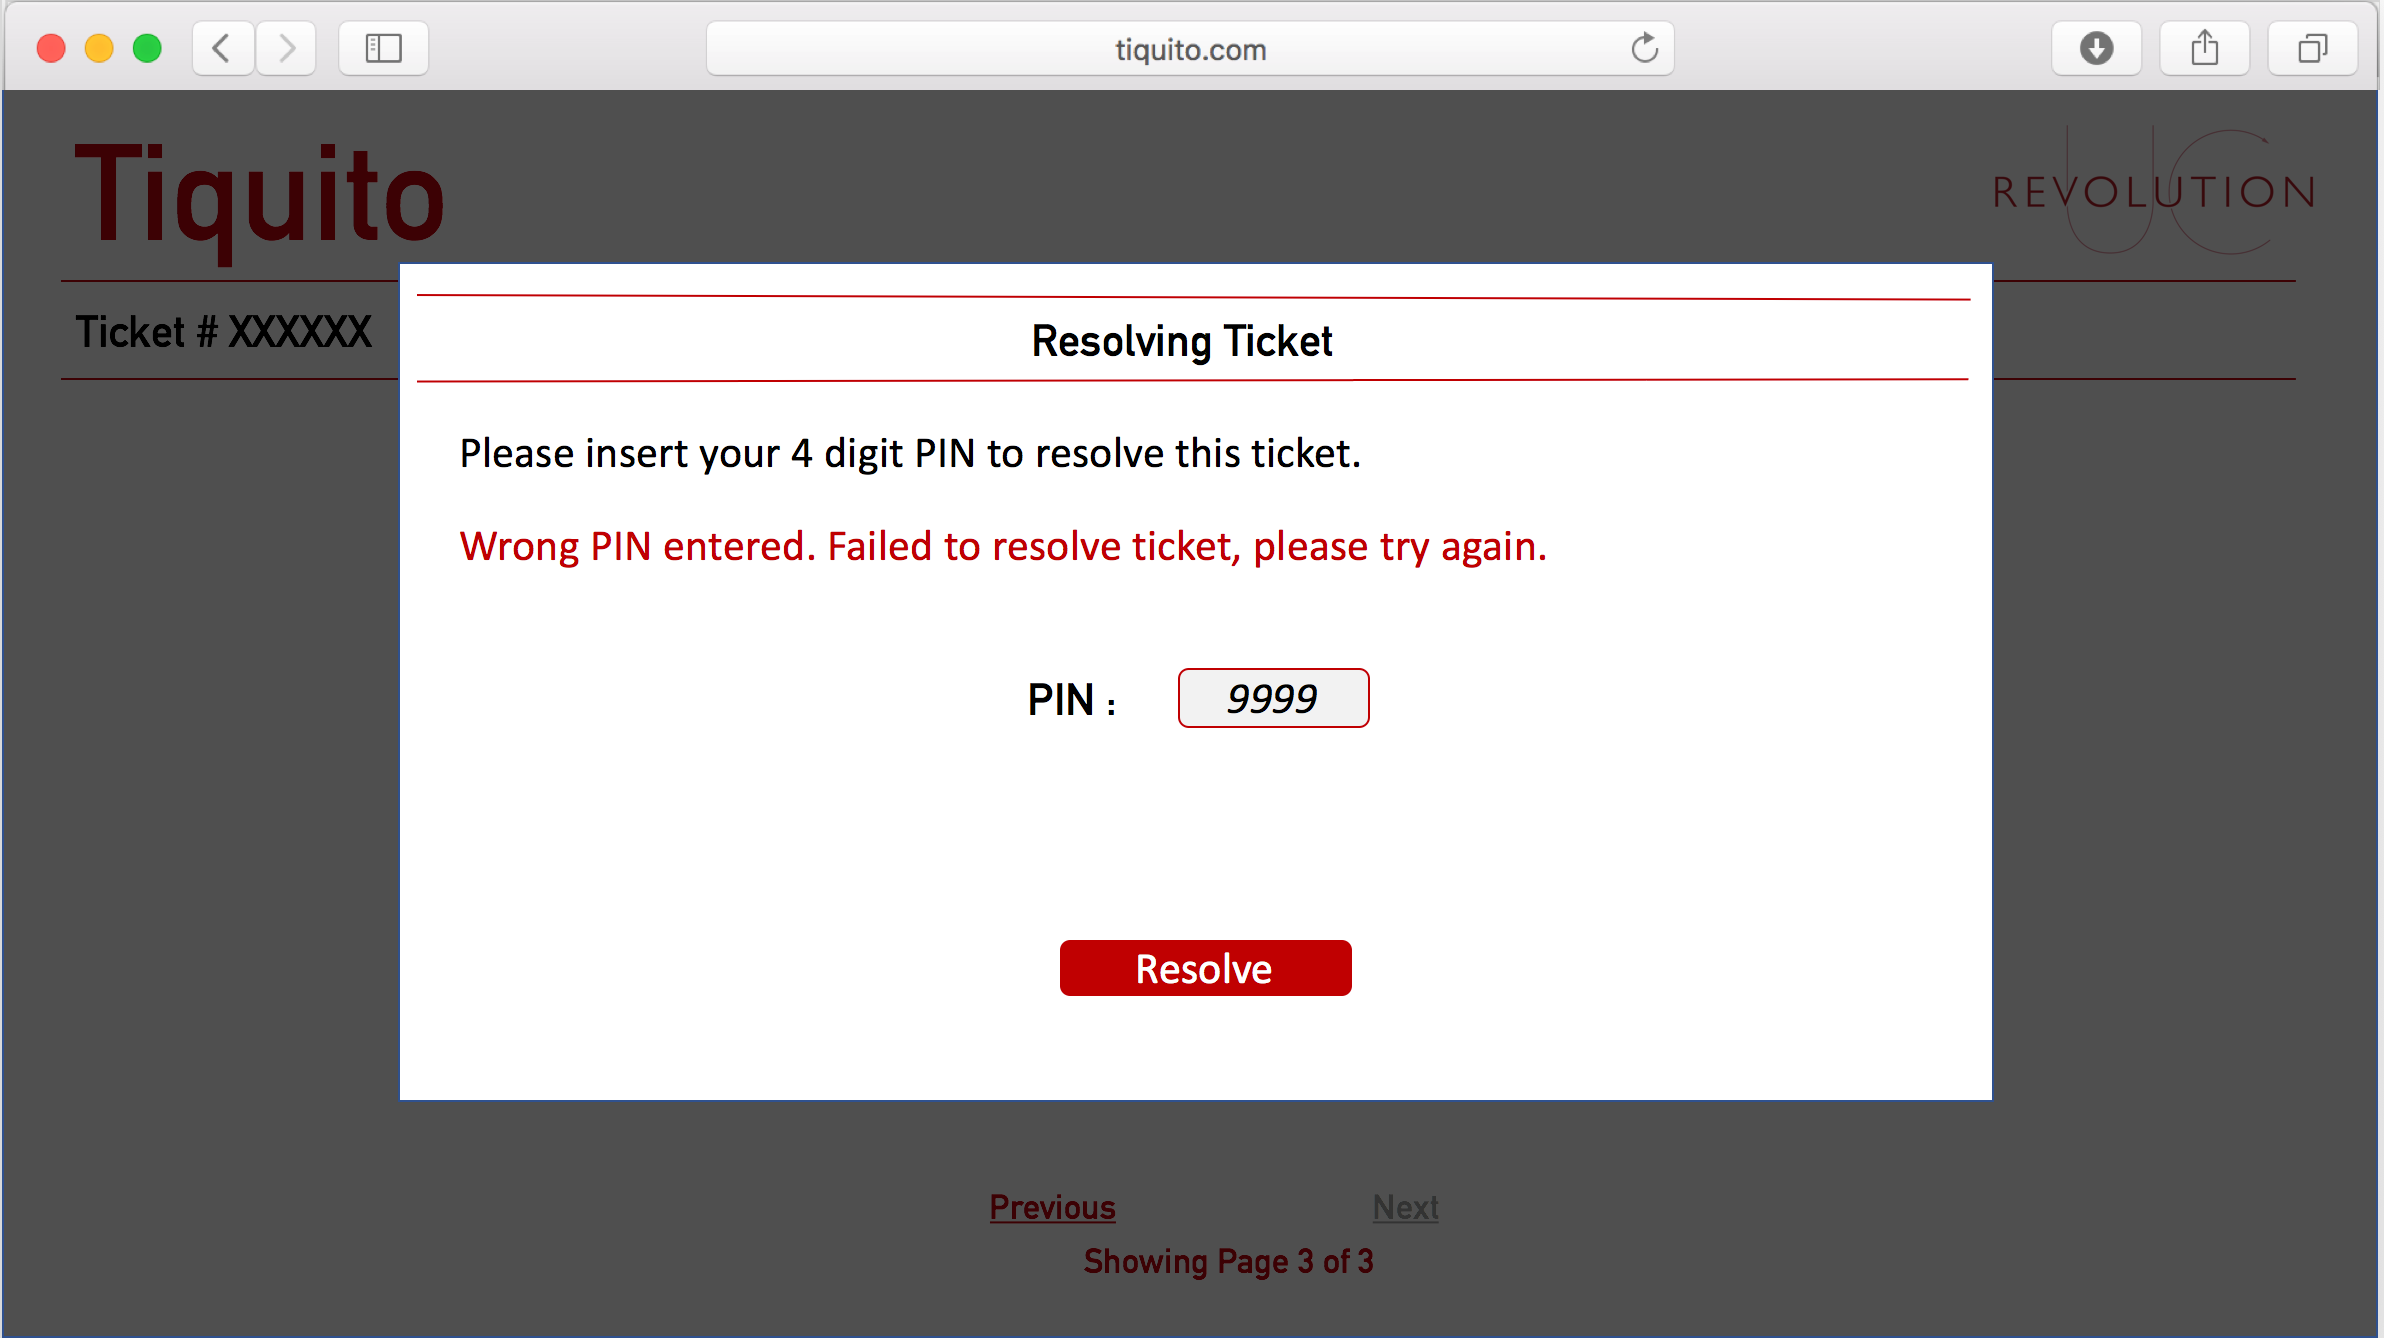 tiquito.com
Tiquito
REVOLUTION
UC
Ticket # XXXXXX
Resolving Ticket
Please insert your 4 digit PIN to resolve this ticket.
Wrong PIN entered. Failed to resolve ticket, please try again.
PIN : 9999
Resolve
Previous Next
Showing Page 3 of 3